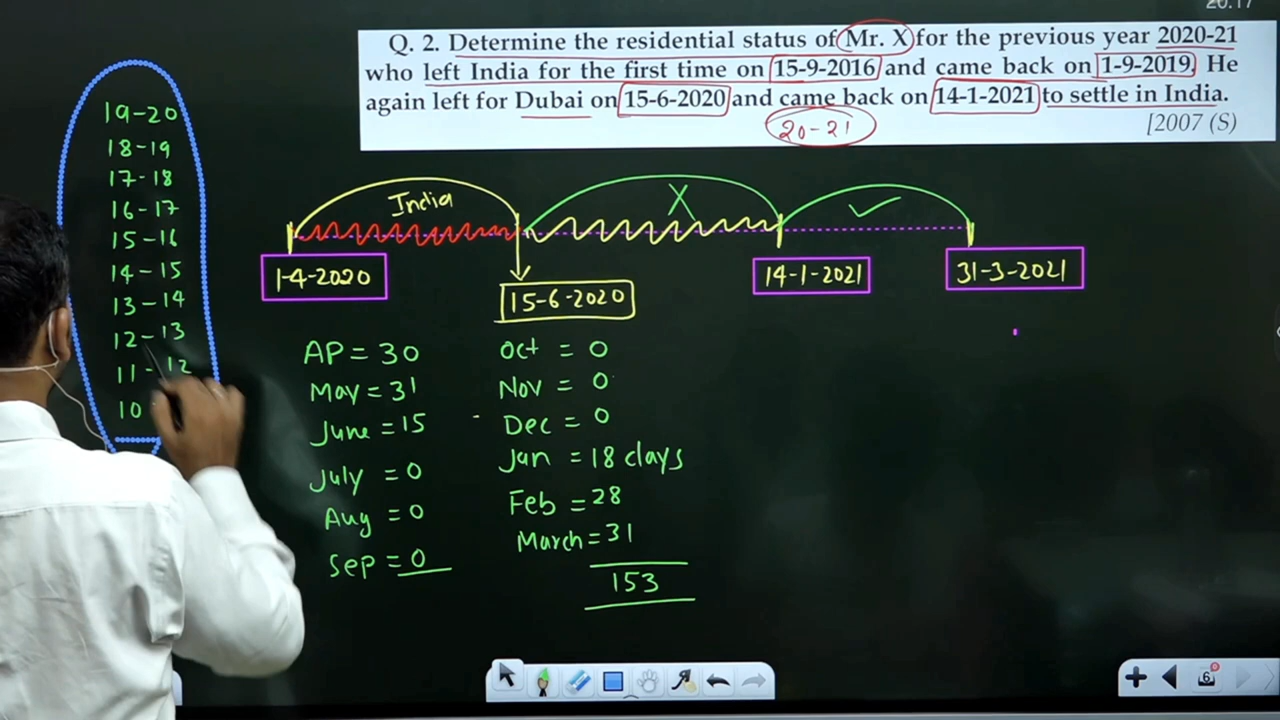 Q. 2. Determine the residential status of Mr. X for the previous year 2020-21
who left India for the first time on 15-9-2016 and came back on 1-9-2019. He
again left for Dubai on 15-6-2020 and came back on 14-1-2021 to settle in India.
20-21
[2007 (S)
19-20
18-19
17-18
16-17
15-16
14-15
13-14
12-13
11-12
10
India
X
1-4-2020
15-6-2020
14-1-2021
31-3-2021
AP = 30
May = 31
June = 15
July = 0
Aug = 0
Sep = 0
Oct = 0
Nov = 0
Dec = 0
Jan = 18 days
Feb = 28
March = 31
153
6